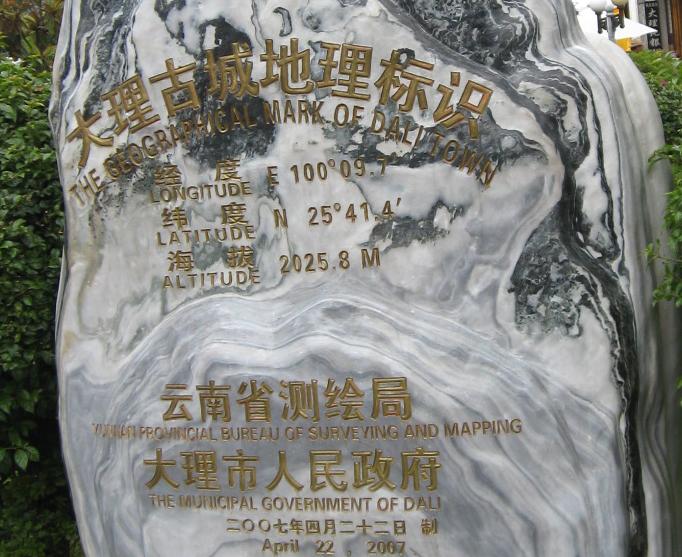 大理古城地理标识
THE GEOGRAPHICAL MARK OF DALI TOWN
经 度 E 100°09.7′
LONGITUDE
纬 度 N 25°41.4′
LATITUDE
海 拔 2025.8 M
ALTITUDE
云南省测绘局
YUNNAN PROVINCIAL BUREAU OF SURVEYING AND MAPPING
大理市人民政府
THE MUNICIPAL GOVERNMENT OF DALI
二〇〇七年四月二十二日 制
April 22, 2007